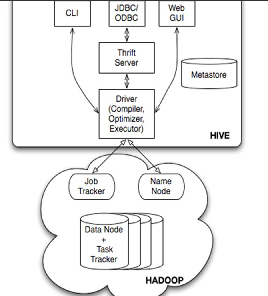 CLI
JDBC/
ODBC
Web
GUI
Thrift
Server
Metastore
Driver
(Compiler,
Optimizer,
Executor)
HIVE
Job
Tracker
Name
Node
Data Node
+
Task
Tracker
HADOOP